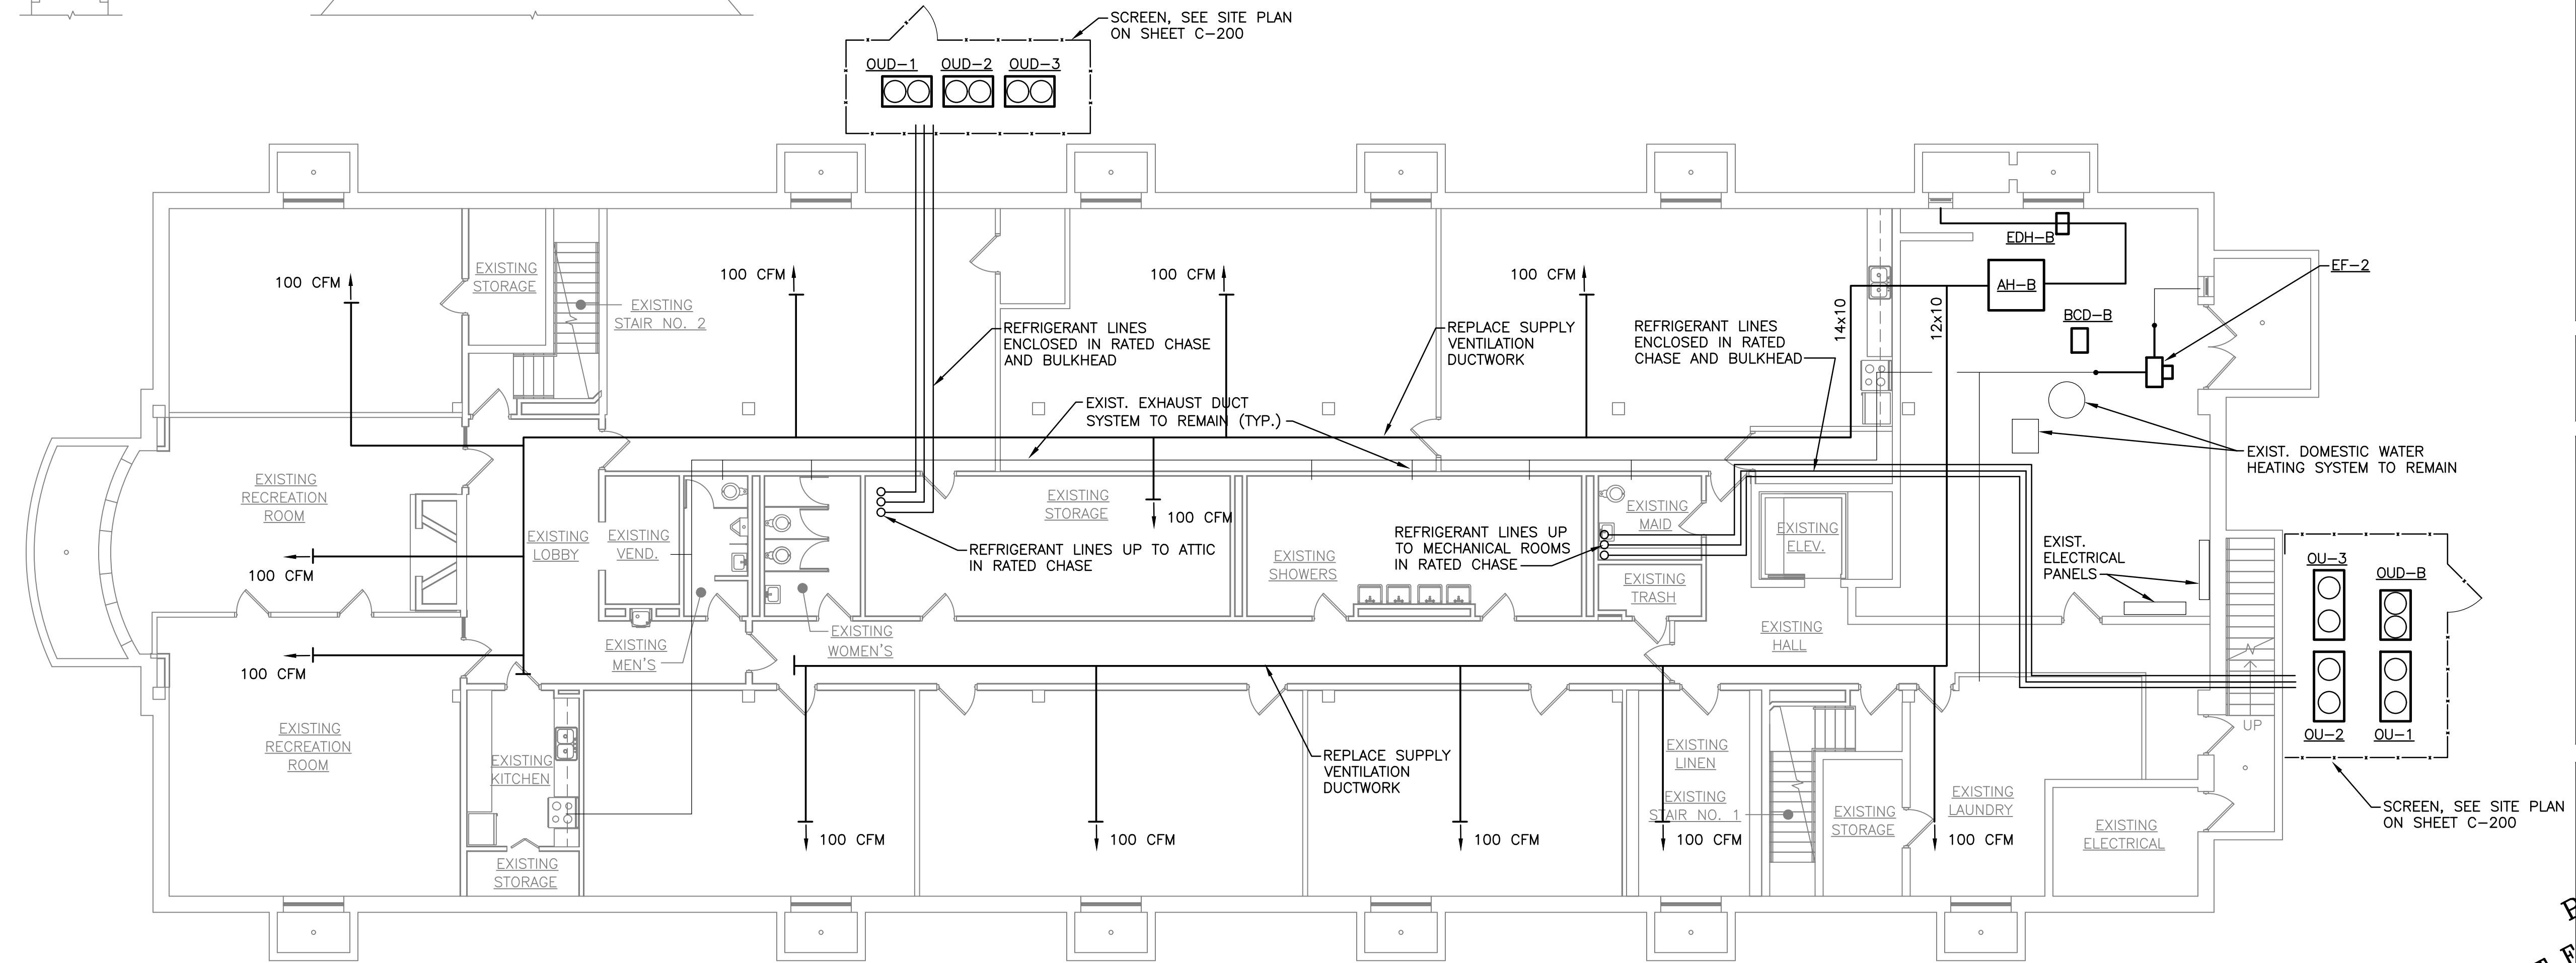 SCREEN, SEE SITE PLAN
ON SHEET C-200
OUD-1
OUD-2
OUD-3
100 CFM
EXISTING
STORAGE
EXISTING
STAIR NO. 2
100 CFM
REFRIGERANT LINES
ENCLOSED IN RATED CHASE
AND BULKHEAD
100 CFM
REPLACE SUPPLY
VENTILATION
DUCTWORK
100 CFM
REFRIGERANT LINES
ENCLOSED IN RATED
CHASE AND BULKHEAD
14x10
12x10
EDH-B
AH-B
BCD-B
EF-2
EXIST. EXHAUST DUCT
SYSTEM TO REMAIN (TYP.)
EXIST. DOMESTIC WATER
HEATING SYSTEM TO REMAIN
EXISTING
RECREATION
ROOM
100 CFM
EXISTING
LOBBY
EXISTING
VEND.
EXISTING
STORAGE
100 CFM
REFRIGERANT LINES UP TO ATTIC
IN RATED CHASE
EXISTING
SHOWERS
REFRIGERANT LINES UP
TO MECHANICAL ROOMS
IN RATED CHASE
EXISTING
MAID
EXISTING
TRASH
EXISTING
ELEV.
EXISTING
HALL
EXIST.
ELECTRICAL
PANELS
OU-3
OUD-B
OU-2
OU-1
UP
100 CFM
EXISTING
MEN'S
EXISTING
WOMEN'S
EXISTING
RECREATION
ROOM
EXISTING
KITCHEN
EXISTING
STORAGE
100 CFM
100 CFM
REPLACE SUPPLY
VENTILATION
DUCTWORK
100 CFM
EXISTING
LINEN
EXISTING
STAIR NO. 1
100 CFM
EXISTING
STORAGE
EXISTING
LAUNDRY
100 CFM
EXISTING
ELECTRICAL
SCREEN, SEE SITE PLAN
ON SHEET C-200